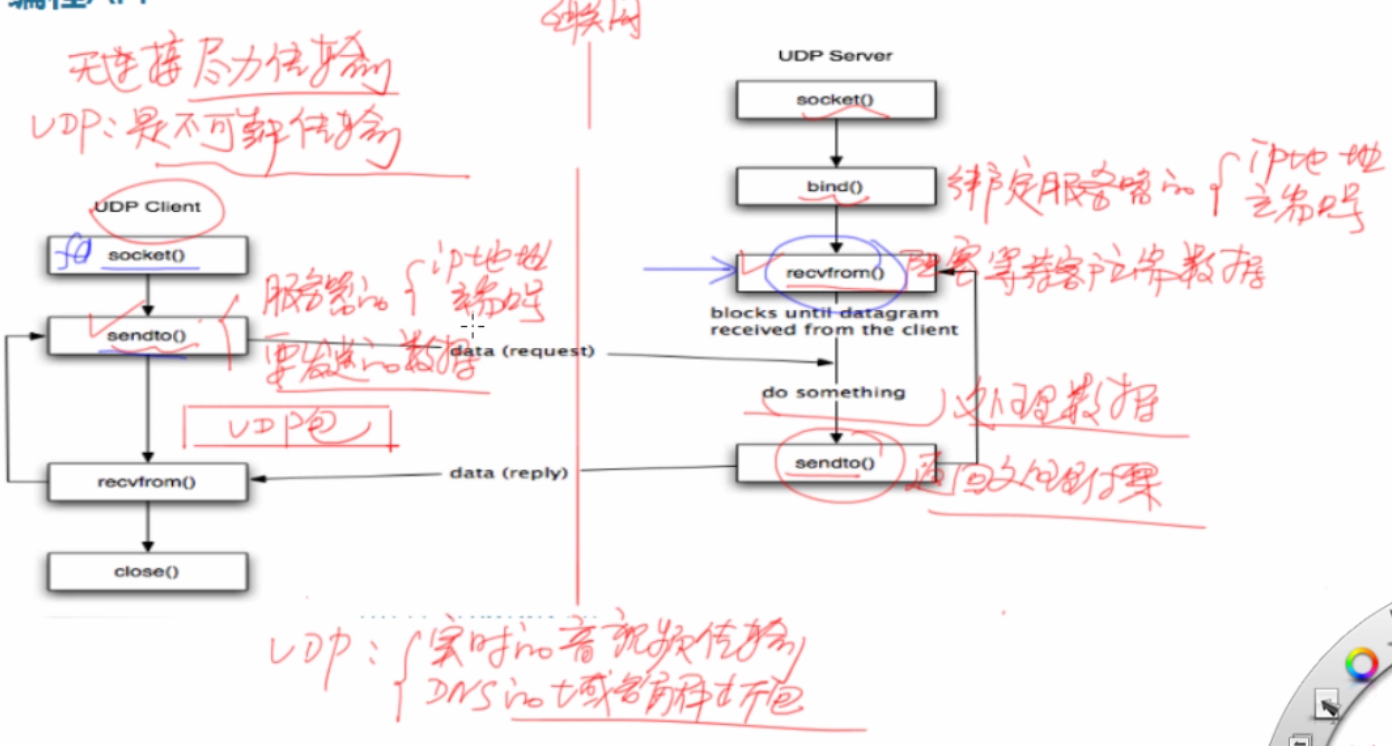 编程API
互联网
无连接 尽力传输
UDP：是不可靠传输
UDP Client
fd socket()
服务器的 { ip地址
端口号
sendto()
要发送的数据
data (request)
UDP包
recvfrom()
data (reply)
close()
UDP Server
socket()
bind()
绑定服务器的 { ip地址
端口号
recvfrom()
阻塞等待客户端数据
blocks until datagram
received from the client
do something
处理数据
sendto()
返回处理结果
UDP： { 实时的音视频传输
DNS的域名解析